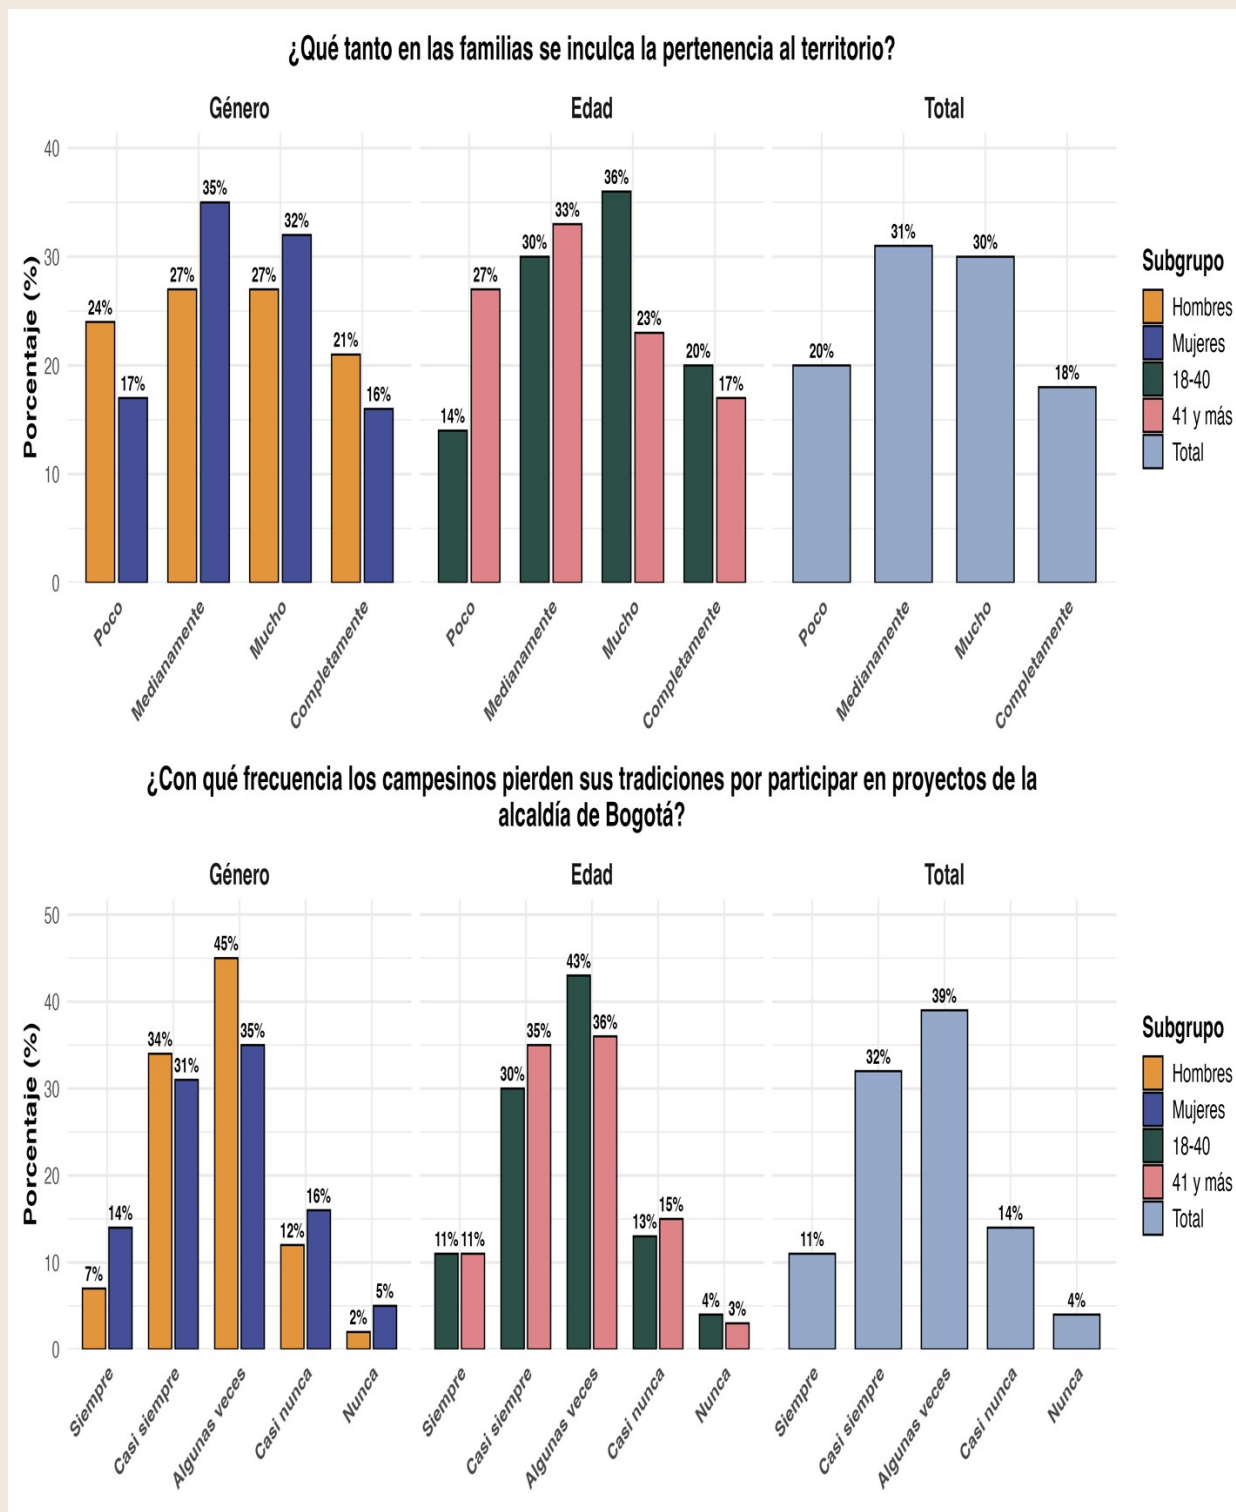 ¿Qué tanto en las familias se inculca la pertenencia al territorio?
Género
Edad
Total
Porcentaje (%)
40
30
20
10
0
24%
17%
27%
35%
27%
32%
21%
16%
14%
27%
30%
33%
36%
23%
20%
17%
20%
31%
30%
18%
Poco
Medianamente
Mucho
Completamente
Poco
Medianamente
Mucho
Completamente
Poco
Medianamente
Mucho
Completamente
Subgrupo
Hombres
Mujeres
18-40
41 y más
Total
¿Con qué frecuencia los campesinos pierden sus tradiciones por participar en proyectos de la
alcaldía de Bogotá?
Género
Edad
Total
Porcentaje (%)
50
40
30
20
10
0
7%
14%
34%
31%
45%
35%
12%
16%
2%
5%
11%
11%
30%
35%
43%
36%
13%
15%
4%
3%
11%
32%
39%
14%
4%
Siempre
Casi siempre
Algunas veces
Casi nunca
Nunca
Siempre
Casi siempre
Algunas veces
Casi nunca
Nunca
Siempre
Casi siempre
Algunas veces
Casi nunca
Nunca
Subgrupo
Hombres
Mujeres
18-40
41 y más
Total